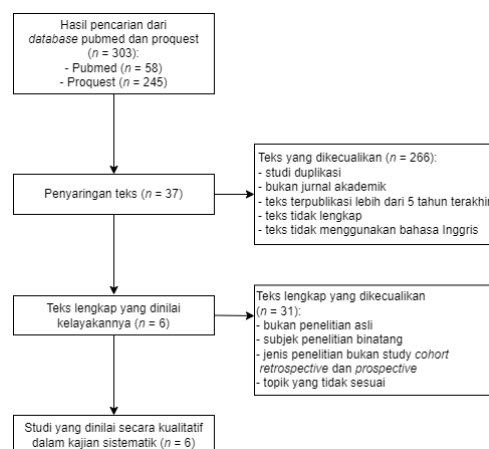 Hasil pencarian dari
database pubmed dan proquest
(n = 303):
- Pubmed (n = 58)
- Proquest (n = 245)
Teks yang dikecualikan (n = 266):
- studi duplikasi
- bukan jurnal akademik
- teks terpublikasi lebih dari 5 tahun terakhir
- teks tidak lengkap
- teks tidak menggunakan bahasa Inggris
Penyaringan teks (n = 37)
Teks lengkap yang dikecualikan
(n = 31):
- bukan penelitian asli
- subjek penelitian binatang
- jenis penelitian bukan study cohort
retrospective dan prospective
- topik yang tidak sesuai
Teks lengkap yang dinilai
kelayakannya (n = 6)
Studi yang dinilai secara kualitatif
dalam kajian sistematik (n = 6)